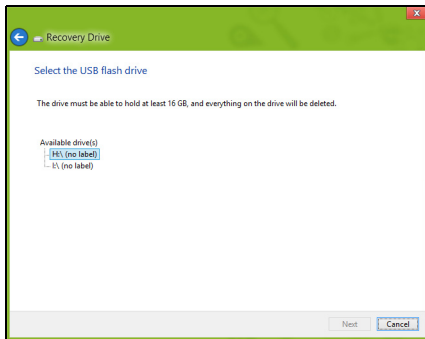 Recovery Drive
Select the USB flash drive
The drive must be able to hold at least 16 GB, and everything on the drive will be deleted.
Available drive(s)
H:\ (no label)
I:\ (no label)
Next
Cancel